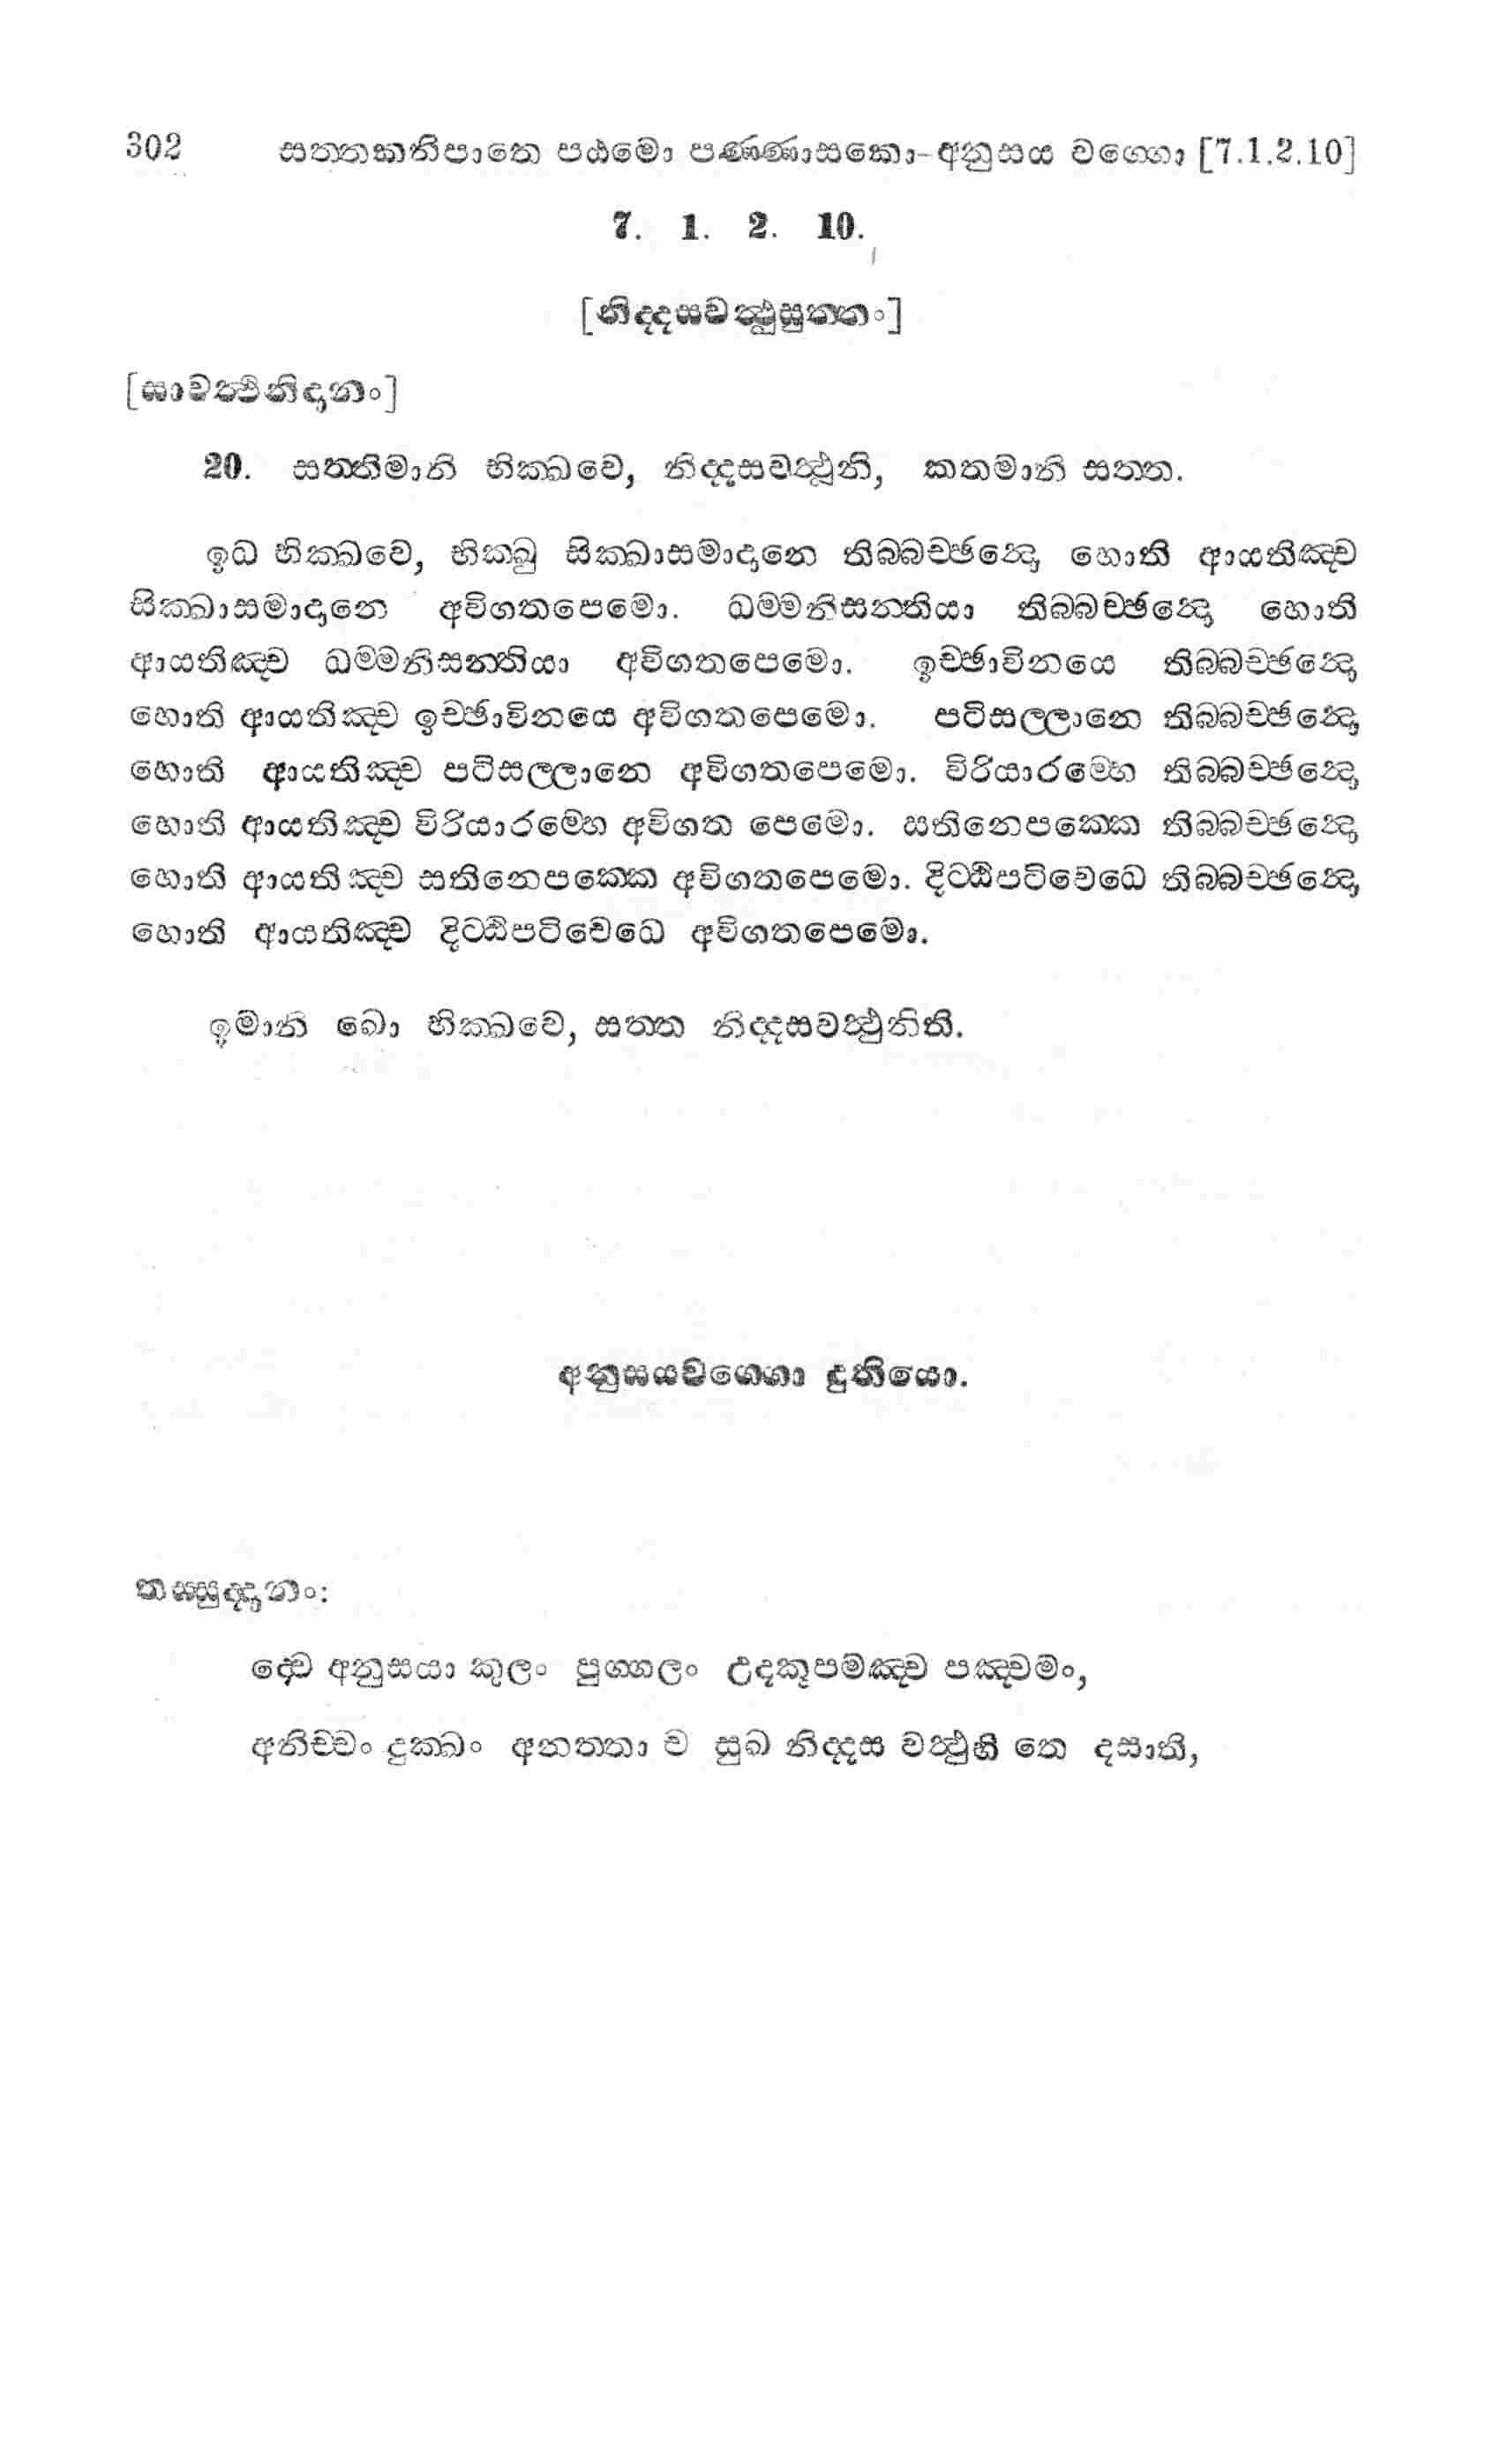 302 සත්තකනිපාතෙ පඨමො පණ්ණාසකො-අනුසය වග්ගො [7.1.2.10]
7. 1. 2. 10.
[නිද්දසවත්ථුසුත්තං]
[සාවත්ථිනිදානං]
20. සත්තිමානි භික්ඛවෙ, නිද්දසවත්ථූනි, කතමානි සත්ත.
ඉධ භික්ඛවෙ, භික්ඛු සික්ඛාසමාදානෙ තිබ්බච්ඡන්දො හොති ආයතිඤ්ච
සික්ඛාසමාදානෙ අවිගතපෙමො. ධම්මනිසන්තියා තිබ්බච්ඡන්දො හොති
ආයතිඤ්ච ධම්මනිසන්තියා අවිගතපෙමො. ඉච්ඡාවිනයෙ තිබ්බච්ඡන්දො
හොති ආයතිඤ්ච ඉච්ඡාවිනයෙ අවිගතපෙමො. පටිසල්ලානෙ තිබ්බච්ඡන්දො
හොති ආයතිඤ්ච පටිසල්ලානෙ අවිගතපෙමො. විරියාරම්භෙ තිබ්බච්ඡන්දො
හොති ආයතිඤ්ච විරියාරම්භෙ අවිගත පෙමො. සතිනෙපක්කෙ තිබ්බච්ඡන්දො
හොති ආයතිඤ්ච සතිනෙපක්කෙ අවිගතපෙමො. දිට්ඨිපටිවෙධෙ තිබ්බච්ඡන්දො
හොති ආයතිඤ්ච දිට්ඨිපටිවෙධෙ අවිගතපෙමො.
ඉමානි ඛො භික්ඛවෙ, සත්ත නිද්දසවත්ථුනිති.
අනුසයවග්ගො දුතියො.
තස්සුද්දානං:
ද්වෙ අනුසයා කුලං පුග්ගලං උදකූපමඤ්ච පඤ්චමං,
අනිච්චං දුක්ඛං අනත්තා ච සුඛ නිද්දස වත්ථුනි තෙ දසාති,